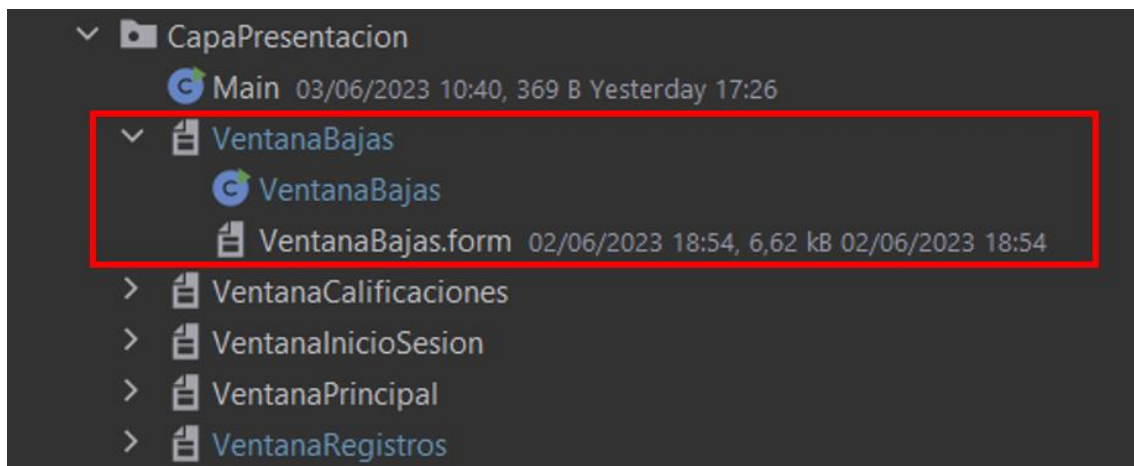 CapaPresentacion
Main 03/06/2023 10:40, 369 B Yesterday 17:26
VentanaBajas
VentanaBajas
VentanaBajas.form 02/06/2023 18:54, 6,62 kB 02/06/2023 18:54
VentanaCalificaciones
VentanaInicioSesion
VentanaPrincipal
VentanaRegistros